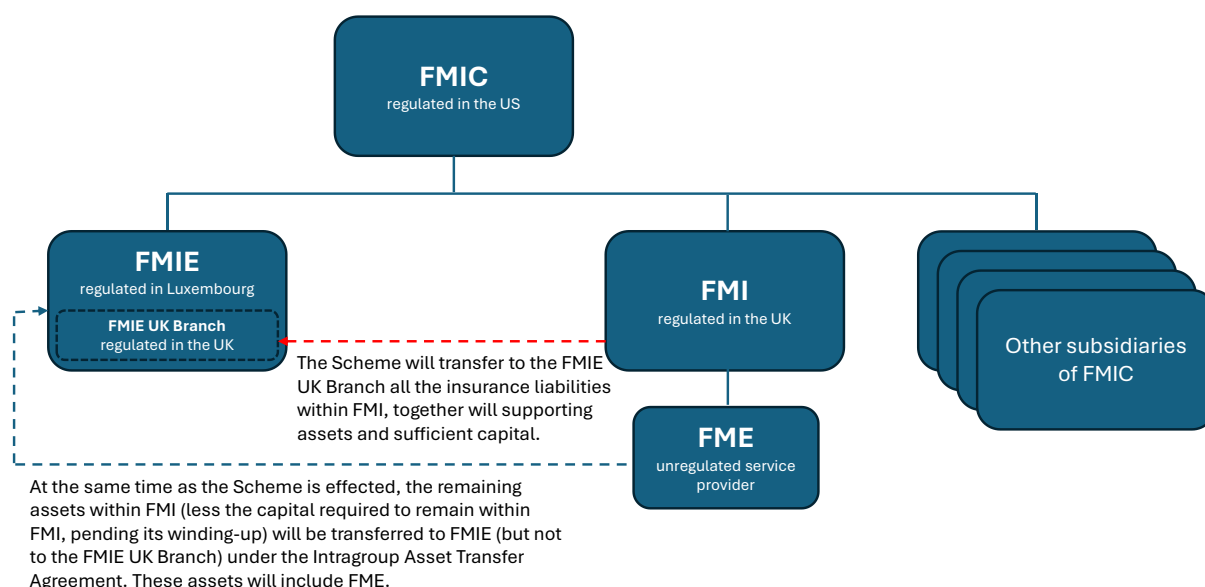 FMIC
regulated in the US
FMIE
regulated in Luxembourg
FMIE UK Branch
regulated in the UK
FMI
regulated in the UK
Other subsidiaries
of FMIC
The Scheme will transfer to the FMIE
UK Branch all the insurance liabilities
within FMI, together will supporting
assets and sufficient capital.
FME
unregulated service
provider
At the same time as the Scheme is effected, the remaining
assets within FMI (less the capital required to remain within
FMI, pending its winding-up) will be transferred to FMIE (but not
to the FMIE UK Branch) under the Intragroup Asset Transfer
Agreement. These assets will include FME.